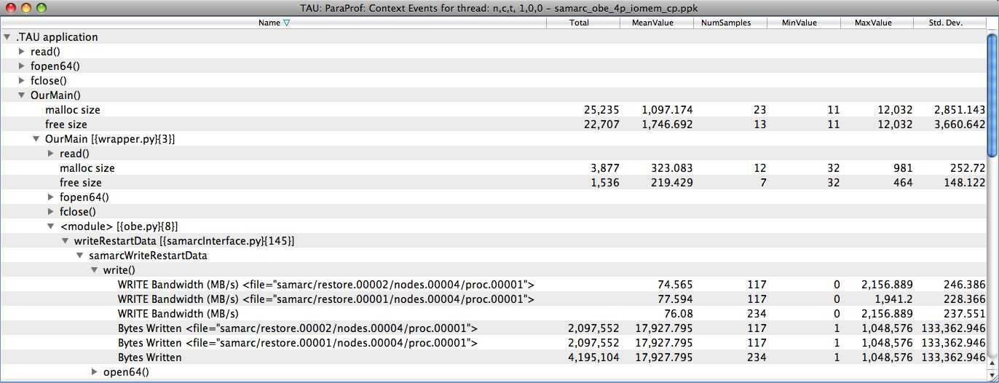 TAU: ParaProf: Context Events for thread: n,c,t, 1,0,0 – samarc_obe_4p_iomem_cp.ppk
Name Total MeanValue NumSamples MinValue MaxValue Std. Dev.
.TAU application
read()
fopen64()
fclose()
OurMain()
malloc size 25,235 1,097.174 23 11 12,032 2,851.143
free size 22,707 1,746.692 13 11 12,032 3,660.642
OurMain [{wrapper.py}{3}]
read()
malloc size 3,877 323.083 12 32 981 252.72
free size 1,536 219.429 7 32 464 148.122
fopen64()
fclose()
<module> [{obe.py}{8}]
writeRestartData [{samarcInterface.py}{145}]
samarcWriteRestartData
write()
WRITE Bandwidth (MB/s) <file="samarc/restore.00002/nodes.00004/proc.00001"> 74.565 117 0 2,156.889 246.386
WRITE Bandwidth (MB/s) <file="samarc/restore.00001/nodes.00004/proc.00001"> 77.594 117 0 1,941.2 228.366
WRITE Bandwidth (MB/s) 76.08 234 0 2,156.889 237.551
Bytes Written <file="samarc/restore.00002/nodes.00004/proc.00001"> 2,097,552 17,927.795 117 1 1,048,576 133,362.946
Bytes Written <file="samarc/restore.00001/nodes.00004/proc.00001"> 2,097,552 17,927.795 117 1 1,048,576 133,362.946
Bytes Written 4,195,104 17,927.795 234 1 1,048,576 133,362.946
open64()